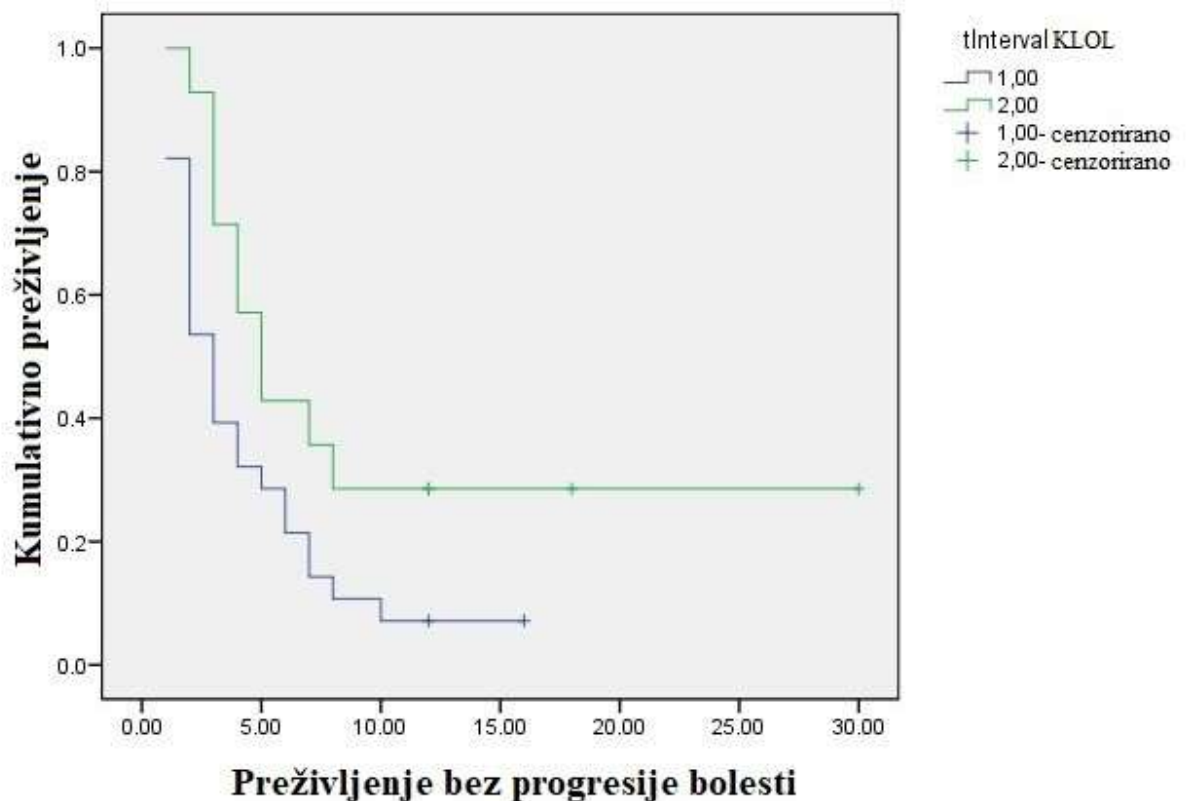 Kumulativno preživljenje
1.0
0.8
0.6
0.4
0.2
0.0
0.00 5.00 10.00 15.00 20.00 25.00 30.00
Preživljenje bez progresije bolesti
tInterval KLOL
1,00
2,00
1,00- cenzorirano
2,00- cenzorirano